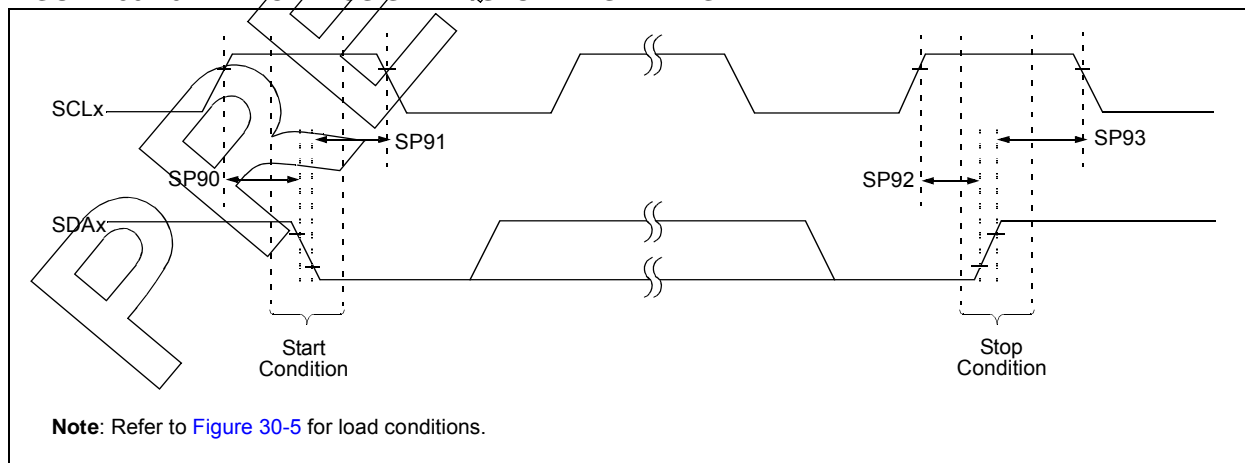 SCLx
SP91
SP93
SP90
SP92
SDAx
Start
Condition
Stop
Condition
Note: Refer to Figure 30-5 for load conditions.